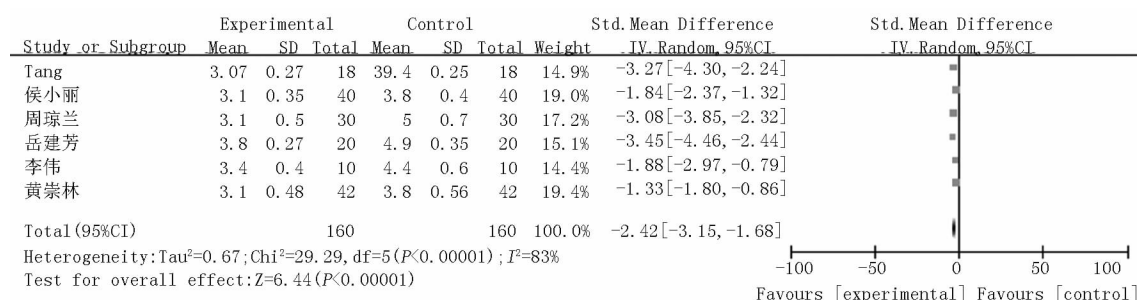 Experimental Control Std. Mean Difference Std. Mean Difference
Study or Subgroup Mean SD Total Mean SD Total Weight IV. Random, 95%CI IV. Random, 95%CI
Tang 3.07 0.27 18 39.4 0.25 18 14.9% -3.27[-4.30, -2.24]
侯小丽 3.1 0.35 40 3.8 0.4 40 19.0% -1.84[-2.37, -1.32]
周琼兰 3.1 0.5 30 5 0.7 30 17.2% -3.08[-3.85, -2.32]
岳建芳 3.8 0.27 20 4.9 0.35 20 15.1% -3.45[-4.46, -2.44]
李伟 3.4 0.4 10 4.4 0.6 10 14.4% -1.88[-2.97, -0.79]
黄崇林 3.1 0.48 42 3.8 0.56 42 19.4% -1.33[-1.80, -0.86]
Total(95%CI) 160 160 100.0% -2.42[-3.15, -1.68]
Heterogeneity:Tau²=0.67;Chi²=29.29, df=5(P<0.00001);I²=83%
Test for overall effect:Z=6.44(P<0.00001)
-100 -50 0 50 100
Favours [experimental] Favours [control]